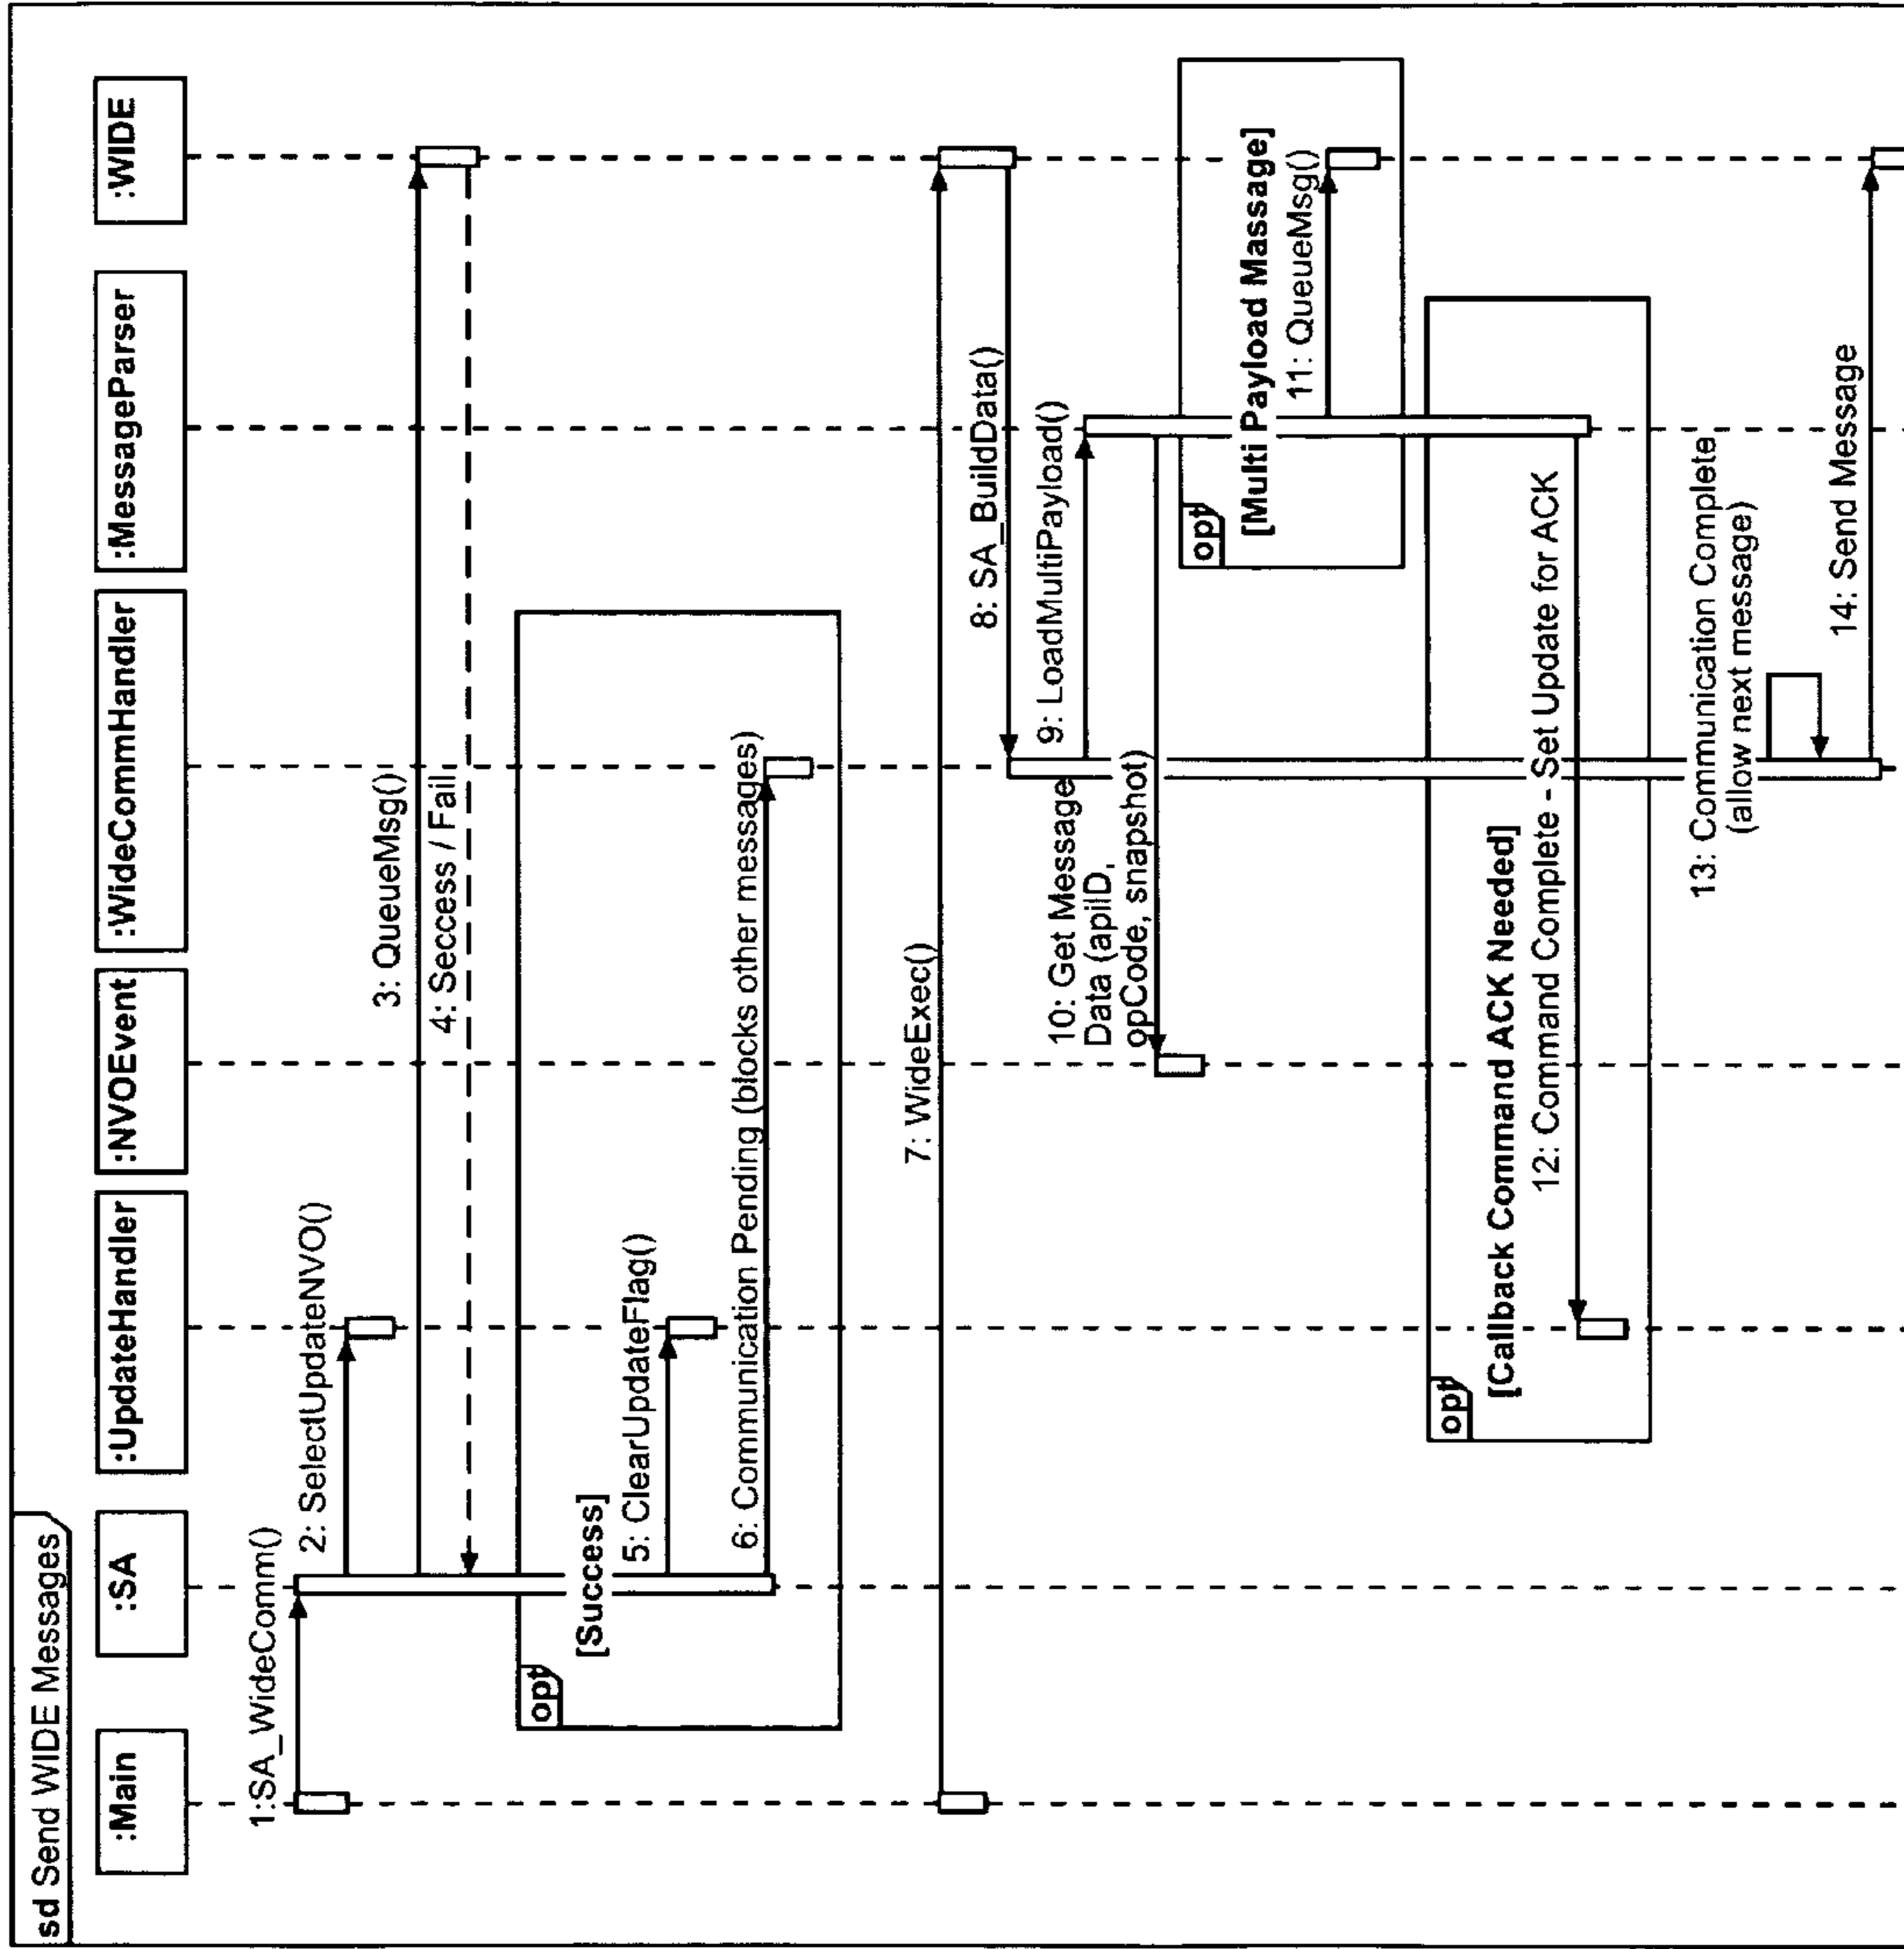 sd Send WIDE Messages
:Main
:SA
:UpdateHandler
:NVOEvent
:WideCommHandler
:MessageParser
:WIDE
1:SA_WideComm()
2: SelectUpdateNVO()
3: QueueMsg()
4: Seccess / Fail
opt
[Success]
5: ClearUpdateFlag()
6: Communication Pending (blocks other messages)
7: WideExec()
8: SA_BuildData()
9: LoadMultiPayload()
10: Get Message
Data (apiID,
opCode, snapshot)
opt
[Multi Payload Massage]
11: QueueMsg()
opt
[Callback Command ACK Needed]
12: Command Complete - Set Update for ACK
13: Communication Complete
(allow next message)
14: Send Message